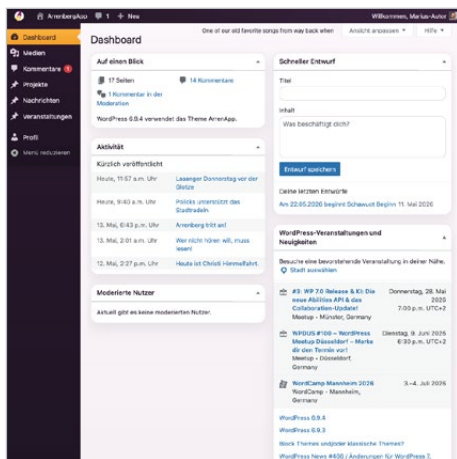 ArrenbergApp 1 + Neu
Willkommen, Marius-Autor
Dashboard
Medien
Kommentare 1
Projekte
Nachrichten
Veranstaltungen
Profil
Menü reduzieren
One of our old favorite songs from way back when
Ansicht anpassen
Hilfe
Dashboard
Auf einen Blick
17 Seiten
14 Kommentare
1 Kommentar in der
Moderation
WordPress 6.9.4 verwendet das Theme ArrenApp.
Aktivität
Kürzlich veröffentlicht
Heute, 11:57 a.m. Uhr
Lasanger Donnerstag vor der
Glotze
Heute, 9:40 a.m. Uhr
Policks unterstützt das
Stadtradeln
13. Mai, 6:43 p.m. Uhr
Arrenberg tritt an!
13. Mai, 2:01 a.m. Uhr
Wer nicht hören will, muss
lesen!
12. Mai, 2:27 p.m. Uhr
Heute ist Christi Himmelfahrt.
Moderierte Nutzer
Aktuell gibt es keine moderierten Nutzer.
Schneller Entwurf
Titel
Inhalt
Was beschäftigt dich?
Entwurf speichern
Deine letzten Entwürfe
Am 22.05.2026 beginnt Schawuot Beginn 11. Mai 2026
WordPress-Veranstaltungen und
Neuigkeiten
Besuche eine bevorstehende Veranstaltung in deiner Nähe.
Stadt auswählen
#3: WP 7.0 Release & KI: Die
neue Abilities API & das
Collaboration-Update!
Meetup • Münster, Germany
Donnerstag, 28. Mai
2026
7:00 p.m. UTC+2
WPDUS #100 – WordPress
Meetup Düsseldorf – Merke
dir den Termin vor!
Meetup • Düsseldorf,
Germany
Dienstag, 9. Juni 2026
6:30 p.m. UTC+2
WordCamp Mannheim 2026
WordCamp • Mannheim,
Germany
3.–4. Juli 2026
WordPress 6.9.4
WordPress 6.9.3
Block Themes und/oder klassische Themes?
WordPress News #400 / Änderungen für WordPress 7.